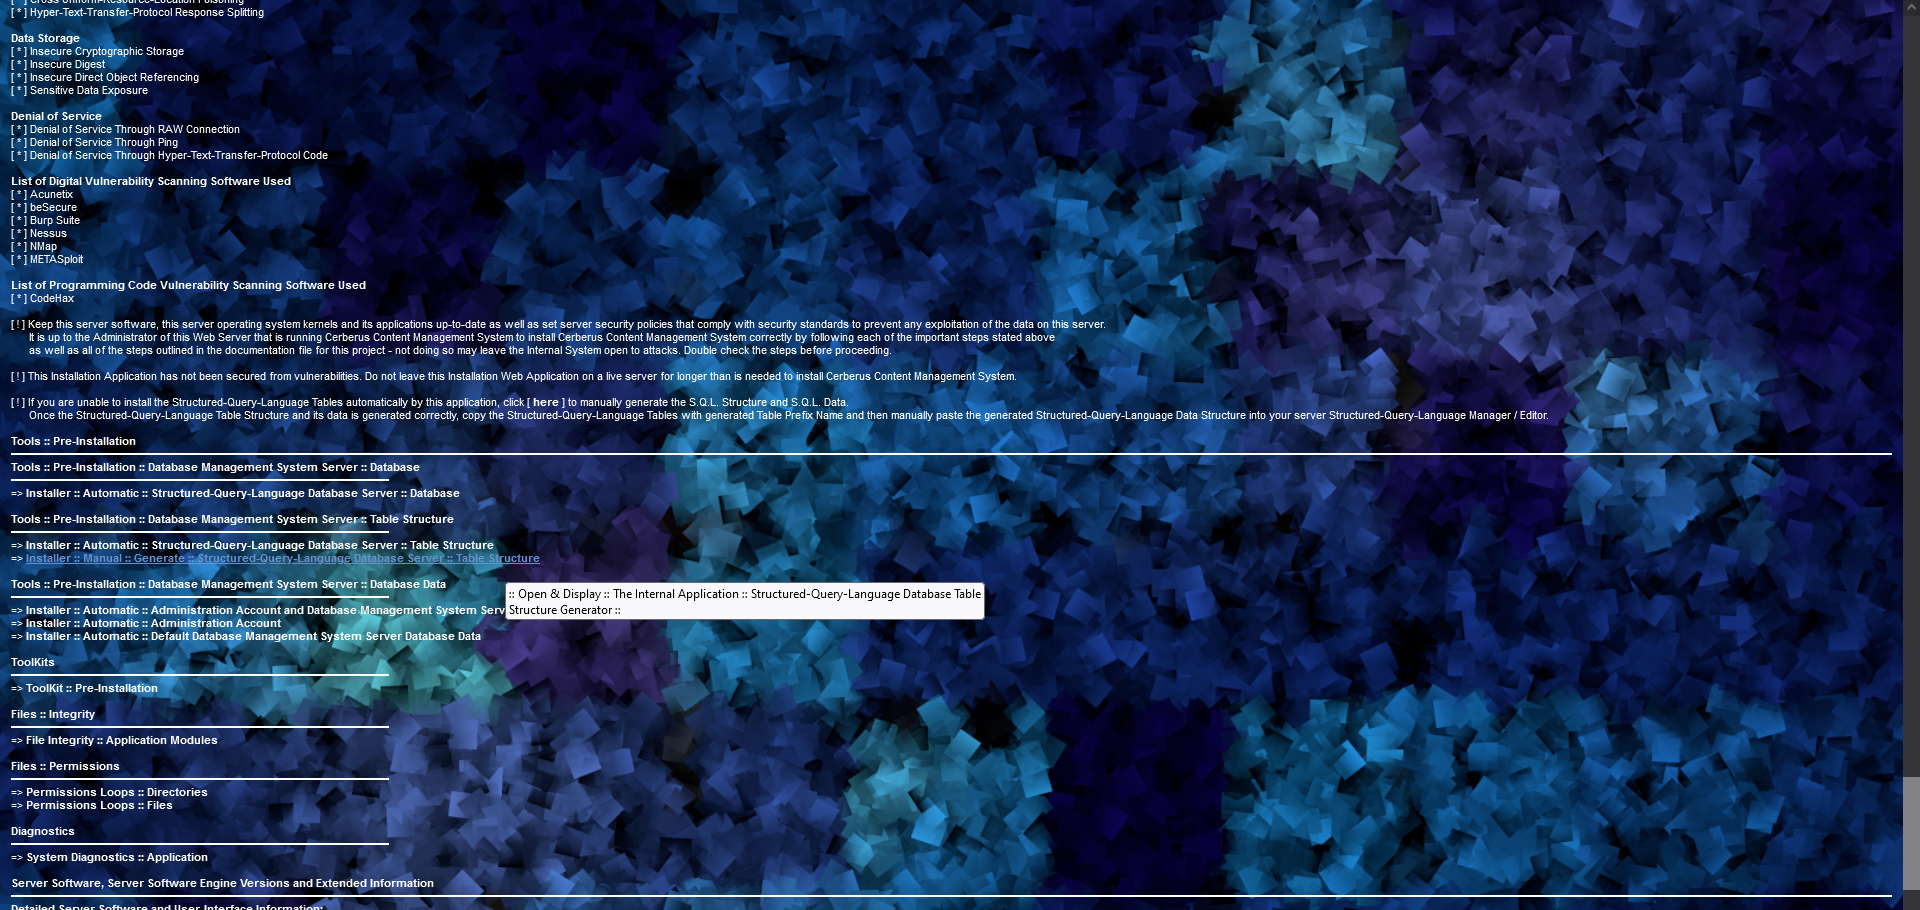 [ * ] Cross Uniform-Resource-Location Poisoning
[ * ] Hyper-Text-Transfer-Protocol Response Splitting
Data Storage
[ * ] Insecure Cryptographic Storage
[ * ] Insecure Digest
[ * ] Insecure Direct Object Referencing
[ * ] Sensitive Data Exposure
Denial of Service
[ * ] Denial of Service Through RAW Connection
[ * ] Denial of Service Through Ping
[ * ] Denial of Service Through Hyper-Text-Transfer-Protocol Code
List of Digital Vulnerability Scanning Software Used
[ * ] Acunetix
[ * ] beSecure
[ * ] Burp Suite
[ * ] Nessus
[ * ] NMap
[ * ] METASploit
List of Programming Code Vulnerability Scanning Software Used
[ * ] CodeHax
[ ! ] Keep this server software, this server operating system kernels and its applications up-to-date as well as set server security policies that comply with security standards to prevent any exploitation of the data on this server.
It is up to the Administrator of this Web Server that is running Cerberus Content Management System to install Cerberus Content Management System correctly by following each of the important steps stated above
as well as all of the steps outlined in the documentation file for this project - not doing so may leave the Internal System open to attacks. Double check the steps before proceeding.
[ ! ] This Installation Application has not been secured from vulnerabilities. Do not leave this Installation Web Application on a live server for longer than is needed to install Cerberus Content Management System.
[ ! ] If you are unable to install the Structured-Query-Language Tables automatically by this application, click [ here ] to manually generate the S.Q.L. Structure and S.Q.L. Data.
Once the Structured-Query-Language Table Structure and its data is generated correctly, copy the Structured-Query-Language Tables with generated Table Prefix Name and then manually paste the generated Structured-Query-Language Data Structure into your server Structured-Query-Language Manager / Editor.
Tools :: Pre-Installation
Tools :: Pre-Installation :: Database Management System Server :: Database
=> Installer :: Automatic :: Structured-Query-Language Database Server :: Database
Tools :: Pre-Installation :: Database Management System Server :: Table Structure
=> Installer :: Automatic :: Structured-Query-Language Database Server :: Table Structure
=> Installer :: Manual :: Generate :: Structured-Query-Language Database Server :: Table Structure
Tools :: Pre-Installation :: Database Management System Server :: Database Data
:: Open & Display :: The Internal Application :: Structured-Query-Language Database Table
Structure Generator ::
=> Installer :: Automatic :: Administration Account and Database Management System Serv
=> Installer :: Automatic :: Administration Account
=> Installer :: Automatic :: Default Database Management System Server Database Data
ToolKits
=> ToolKit :: Pre-Installation
Files :: Integrity
=> File Integrity :: Application Modules
Files :: Permissions
=> Permissions Loops :: Directories
=> Permissions Loops :: Files
Diagnostics
=> System Diagnostics :: Application
Server Software, Server Software Engine Versions and Extended Information
Detailed Server Software and User Interface Information: